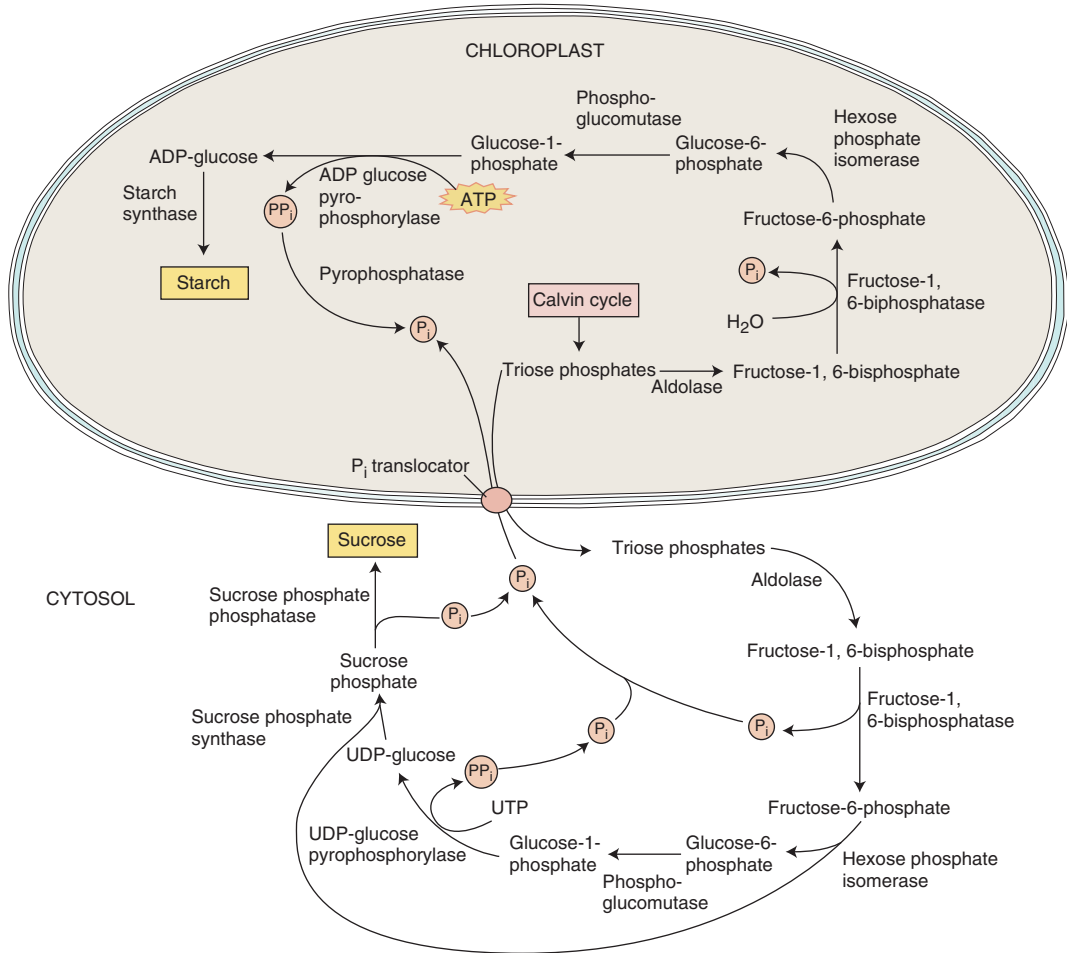 CHLOROPLAST
Phospho-
glucomutase
Hexose
phosphate
isomerase
ADP-glucose
Glucose-1-
phosphate
Glucose-6-
phosphate
Starch
synthase
PPi
ADP glucose
pyro-
phosphorylase
ATP
Fructose-6-phosphate
Starch
Pyrophosphatase
Pi
Calvin cycle
Pi
H2O
Fructose-1,
6-biphosphatase
Triose phosphates
Aldolase
Fructose-1, 6-bisphosphate
Pi translocator
Sucrose
Triose phosphates
Aldolase
CYTOSOL
Sucrose phosphate
phosphatase
Pi
Pi
Sucrose
phosphate
Fructose-1, 6-bisphosphate
Sucrose phosphate
synthase
Fructose-1,
6-bisphosphatase
Pi
Pi
UDP-glucose
PPi
UTP
Fructose-6-phosphate
UDP-glucose
pyrophosphorylase
Glucose-1-
phosphate
Glucose-6-
phosphate
Hexose phosphate
isomerase
Phospho-
glucomutase